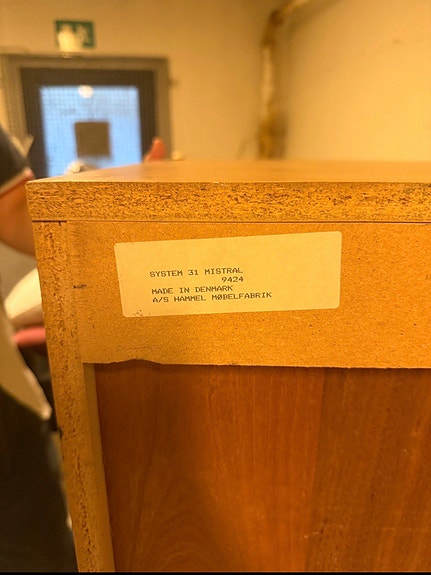 SYSTEM 31 MISTRAL
9424
MADE IN DENMARK
A/S HAMMEL MØBELFABRIK